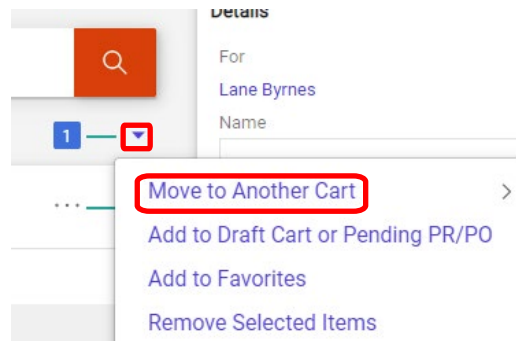 Details
For
Lane Byrnes
Name
1
Move to Another Cart
Add to Draft Cart or Pending PR/PO
Add to Favorites
Remove Selected Items